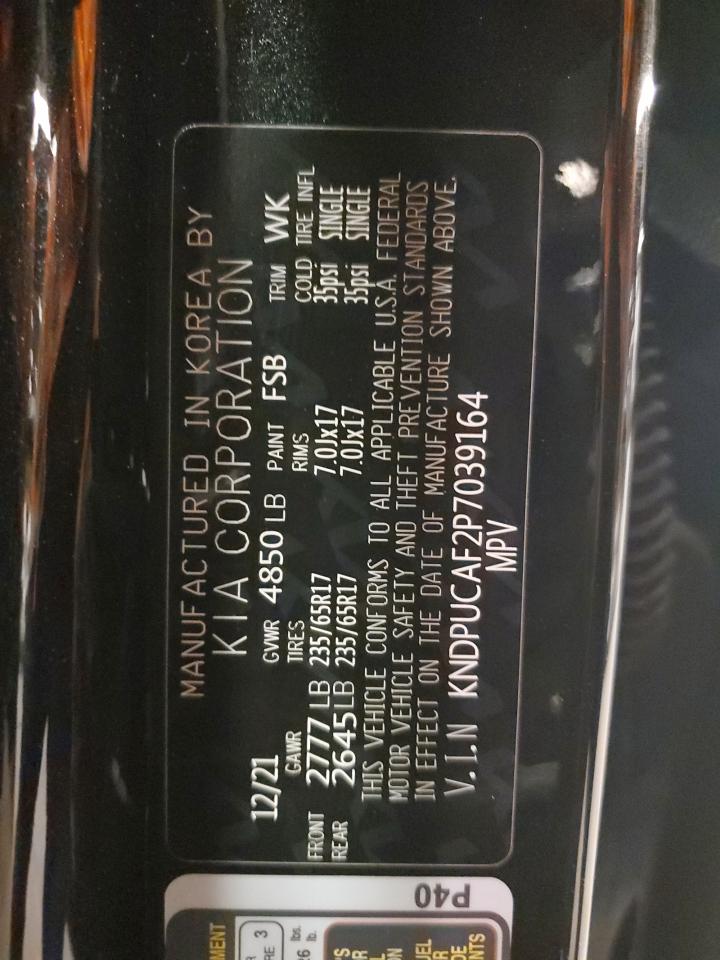 MANUFACTURED IN KOREA BY
KIA CORPORATION
12/21 GVWR 4850 LB PAINT FSB TRIM WK
GAWR TIRES RIMS COLD TIRE INFL
FRONT 2777 LB 235/65R17 7.0Jx17 35psi SINGLE
REAR 2645 LB 235/65R17 7.0Jx17 35psi SINGLE
THIS VEHICLE CONFORMS TO ALL APPLICABLE U.S.A. FEDERAL
MOTOR VEHICLE SAFETY AND THEFT PREVENTION STANDARDS
IN EFFECT ON THE DATE OF MANUFACTURE SHOWN ABOVE.
V.I.N KNDPUCAF2P7039164
MPV
P40
3
lbs.
lb.